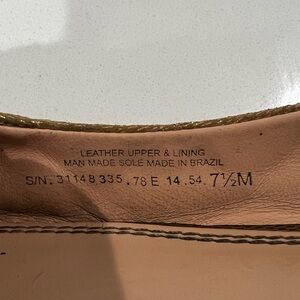 LEATHER UPPER & LINING
MAN MADE SOLE MADE IN BRAZIL
S/N. 31148 335 . 78 E 14 . 54. 7½M